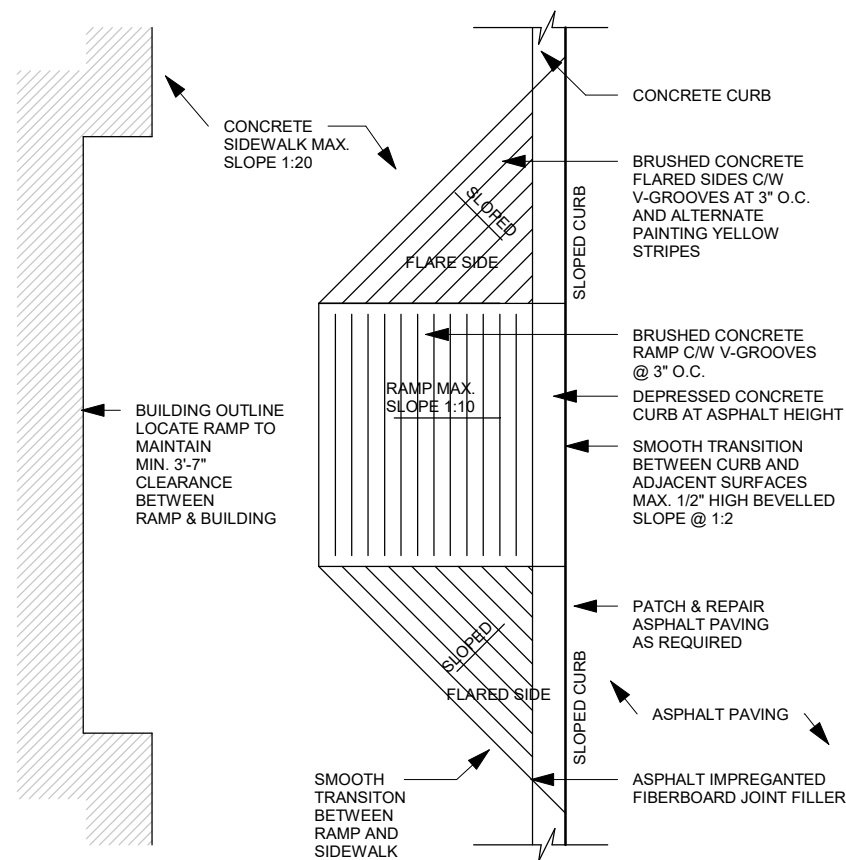 CONCRETE
SIDEWALK MAX.
SLOPE 1:20
CONCRETE CURB
BRUSHED CONCRETE
FLARED SIDES C/W
V-GROOVES AT 3" O.C.
AND ALTERNATE
PAINTING YELLOW
STRIPES
SLOPED
FLARE SIDE
SLOPED CURB
BRUSHED CONCRETE
RAMP C/W V-GROOVES
@ 3" O.C.
RAMP MAX.
SLOPE 1:10
DEPRESSED CONCRETE
CURB AT ASPHALT HEIGHT
BUILDING OUTLINE
LOCATE RAMP TO
MAINTAIN
MIN. 3'-7"
CLEARANCE
BETWEEN
RAMP & BUILDING
SMOOTH TRANSITION
BETWEEN CURB AND
ADJACENT SURFACES
MAX. 1/2" HIGH BEVELLED
SLOPE @ 1:2
PATCH & REPAIR
ASPHALT PAVING
AS REQUIRED
SLOPED
FLARED SIDE
SLOPED CURB
ASPHALT PAVING
SMOOTH
TRANSITON
BETWEEN
RAMP AND
SIDEWALK
ASPHALT IMPREGANTED
FIBERBOARD JOINT FILLER